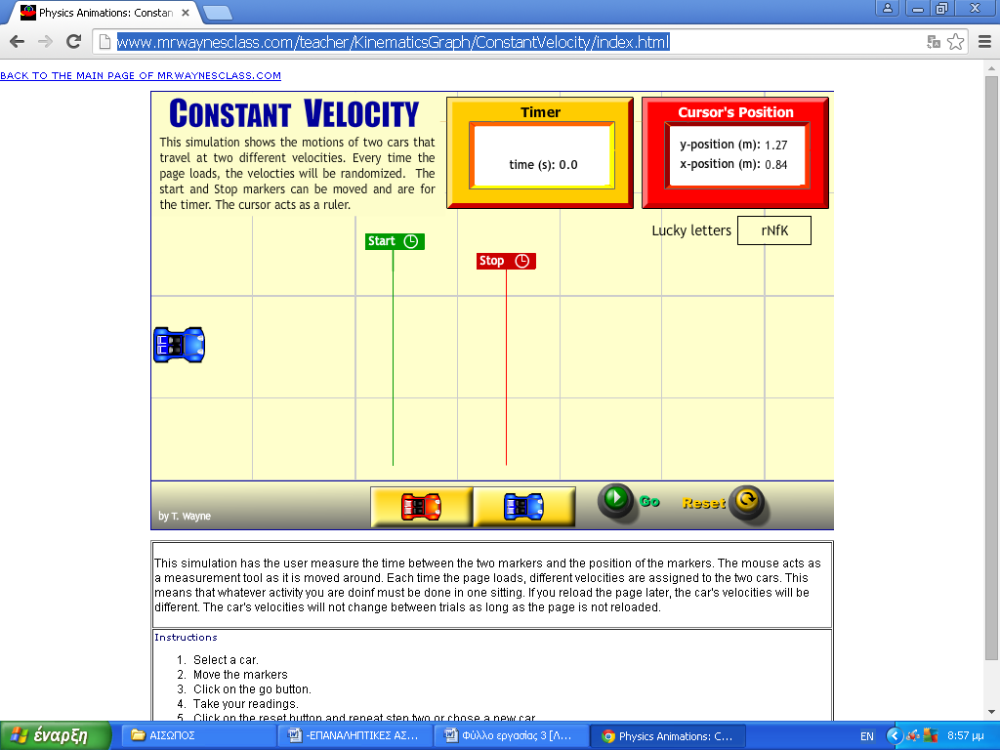 Physics Animations: Constan
www.mrwaynesclass.com/teacher/KinematicsGraph/ConstantVelocity/index.html
BACK TO THE MAIN PAGE OF MRWAYNESCLASS.COM
CONSTANT VELOCITY
This simulation shows the motions of two cars that
travel at two different velocities. Every time the
page loads, the velocties will be randomized. The
start and Stop markers can be moved and are for
the timer. The cursor acts as a ruler.
Timer
time (s): 0.0
Cursor's Position
y-position (m): 1.27
x-position (m): 0.84
Lucky letters rNfK
Start
Stop
by T. Wayne
Go
Reset
This simulation has the user measure the time between the two markers and the position of the markers. The mouse acts as
a measurement tool as it is moved around. Each time the page loads, different velocities are assigned to the two cars. This
means that whatever activity you are doinf must be done in one sitting. If you reload the page later, the car's velocities will be
different. The car's velocities will not change between trials as long as the page is not reloaded.
Instructions
1. Select a car.
2. Move the markers
3. Click on the go button.
4. Take your readings.
5. Click on the reset button and repeat step two or chose a new car
έναρξη
ΑΙΣΩΠΟΣ
-ΕΠΑΝΑΛΗΠΤΙΚΕΣ ΑΣ...
Φύλλο εργασίας 3 [Λ...
Physics Animations: C...
EN
8:57 μμ